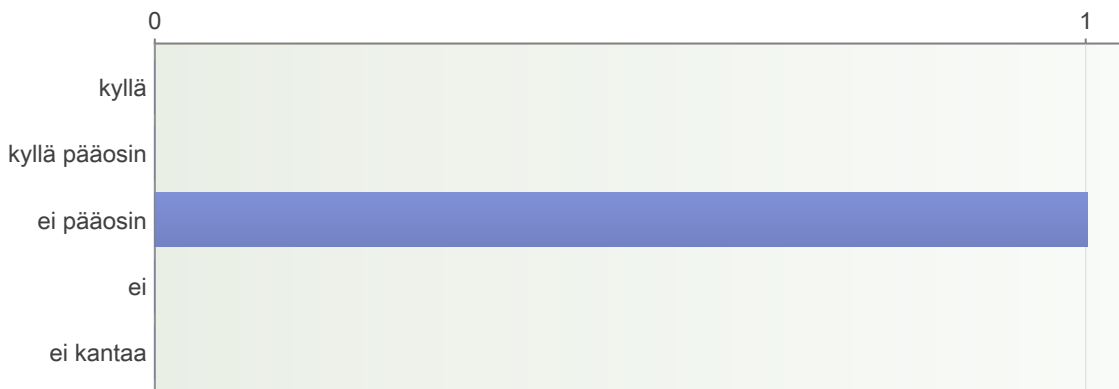 0 1
kyllä
kyllä pääosin
ei pääosin
ei
ei kantaa